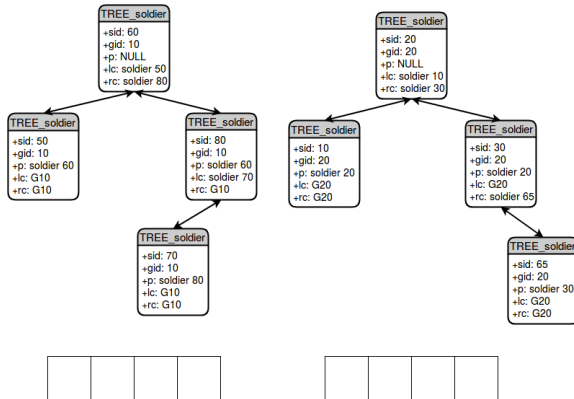 TREE_soldier
+sid: 60
+gid: 10
+p: NULL
+lc: soldier 50
+rc: soldier 80
TREE_soldier
+sid: 50
+gid: 10
+p: soldier 60
+lc: G10
+rc: G10
TREE_soldier
+sid: 80
+gid: 10
+p: soldier 60
+lc: soldier 70
+rc: G10
TREE_soldier
+sid: 70
+gid: 10
+p: soldier 80
+lc: G10
+rc: G10
TREE_soldier
+sid: 20
+gid: 20
+p: NULL
+lc: soldier 10
+rc: soldier 30
TREE_soldier
+sid: 10
+gid: 20
+p: soldier 20
+lc: G20
+rc: G20
TREE_soldier
+sid: 30
+gid: 20
+p: soldier 20
+lc: G20
+rc: soldier 65
TREE_soldier
+sid: 65
+gid: 20
+p: soldier 30
+lc: G20
+rc: G20